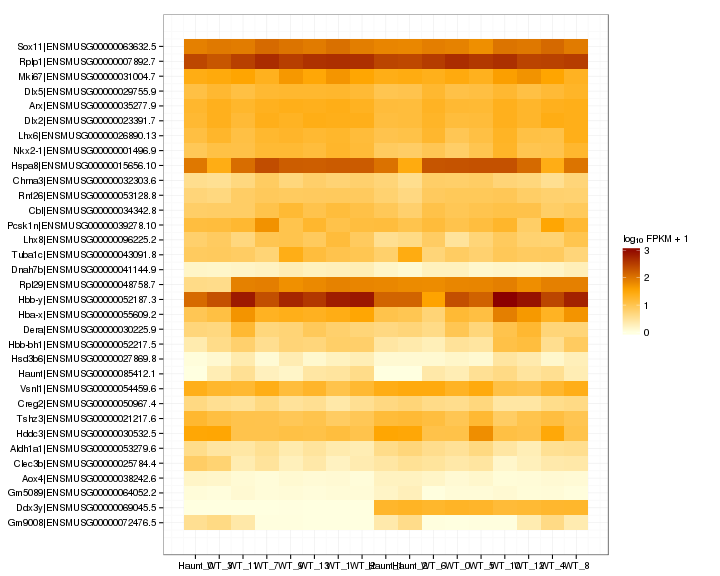 Sox11|ENSMUSG00000063632.5
Rplp1|ENSMUSG00000007892.7
Mki67|ENSMUSG00000031004.7
Dlx5|ENSMUSG00000029755.9
Arx|ENSMUSG00000035277.9
Dlx2|ENSMUSG00000023391.7
Lhx6|ENSMUSG00000026890.13
Nkx2-1|ENSMUSG00000001496.9
Hspa8|ENSMUSG00000015656.10
Chrna3|ENSMUSG00000032303.6
Rnf26|ENSMUSG00000053128.8
Cbl|ENSMUSG00000034342.8
Pcsk1n|ENSMUSG00000039278.10
Lhx8|ENSMUSG00000096225.2
Tuba1c|ENSMUSG00000043091.8
Dnah7b|ENSMUSG00000041144.9
Rpl29|ENSMUSG00000048758.7
Hbb-y|ENSMUSG00000052187.3
Hba-x|ENSMUSG00000055609.2
Dera|ENSMUSG00000030225.9
Hbb-bh1|ENSMUSG00000052217.5
Hsd3b6|ENSMUSG00000027869.8
Haunt|ENSMUSG00000085412.1
Vsnl1|ENSMUSG00000054459.6
Creg2|ENSMUSG00000050967.4
Tshz3|ENSMUSG00000021217.6
Hddc3|ENSMUSG00000030532.5
Aldh1a1|ENSMUSG00000053279.6
Clec3b|ENSMUSG00000025784.4
Aox4|ENSMUSG00000038242.6
Gm5089|ENSMUSG00000064052.2
Ddx3y|ENSMUSG00000069045.5
Gm9008|ENSMUSG00000072476.5
log10 FPKM + 1
3
2
1
0
WT_7 WT_13 WT_6 WT_0 WT_12 WT_4 WT_8